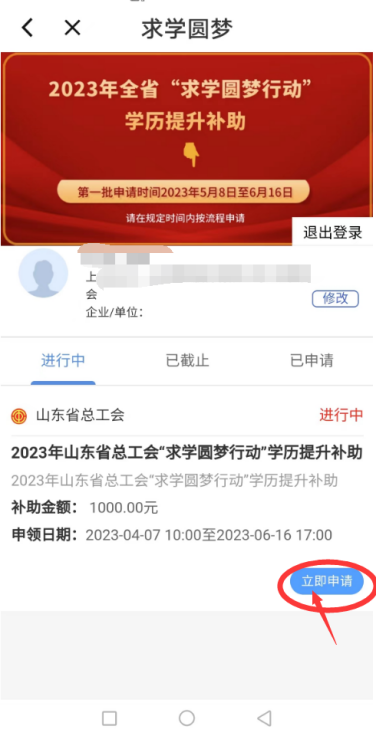 求学圆梦
2023年全省“求学圆梦行动”
学历提升补助
第一批申请时间2023年5月8日至6月16日
请在规定时间内按流程申请
退出登录
上
会
修改
企业/单位：
进行中 已截止 已申请
山东省总工会 进行中
2023年山东省总工会“求学圆梦行动”学历提升补助
2023年山东省总工会“求学圆梦行动”学历提升补助
补助金额： 1000.00元
申领日期： 2023-04-07 10:00至2023-06-16 17:00
立即申请